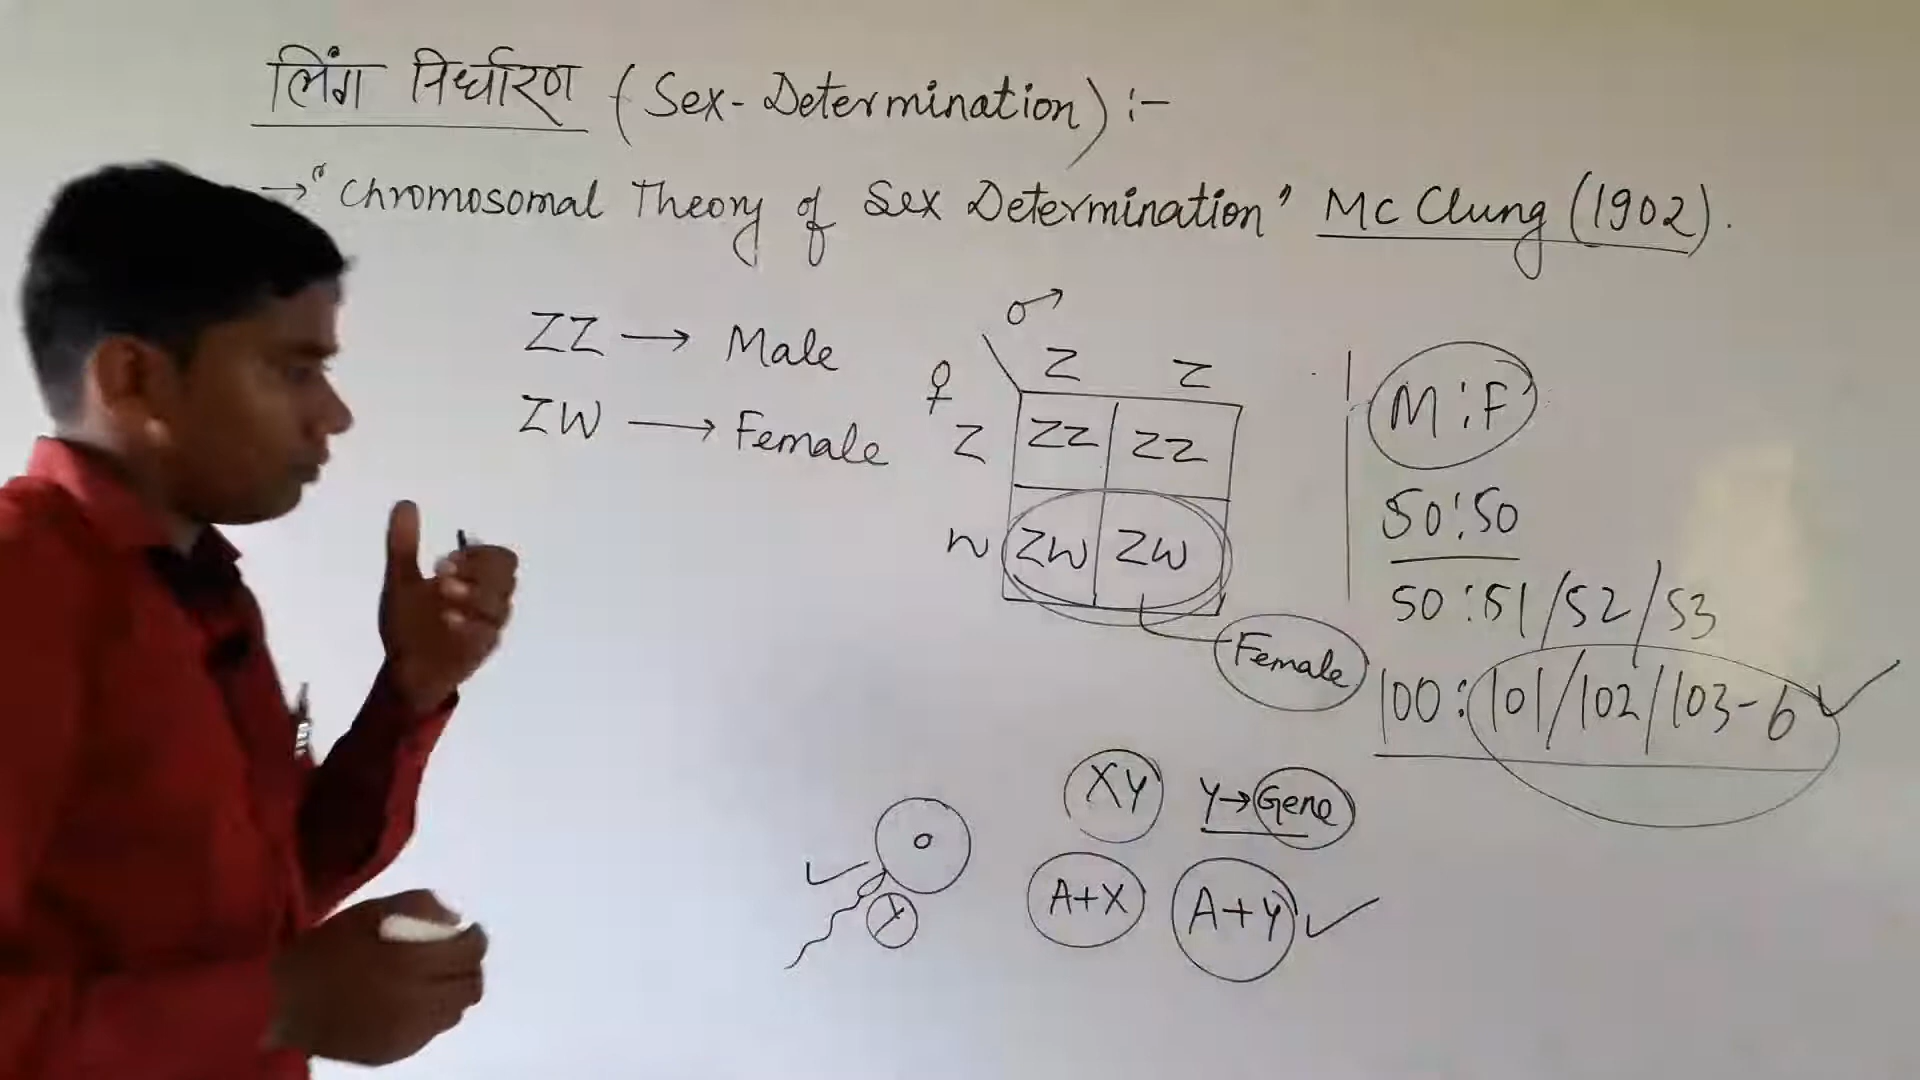 लिंग निर्धारण (Sex-Determination) :-
→ "Chromosomal Theory of Sex Determination" Mc Clung (1902).
ZZ → Male
ZW → Female
♂
♀
Z Z
Z ZZ ZZ
W ZW ZW
Female
M:F
50:50
50:51/52/53
100:101/102/103-6 ✓
XY Y→Gene
A+X A+Y ✓
Y